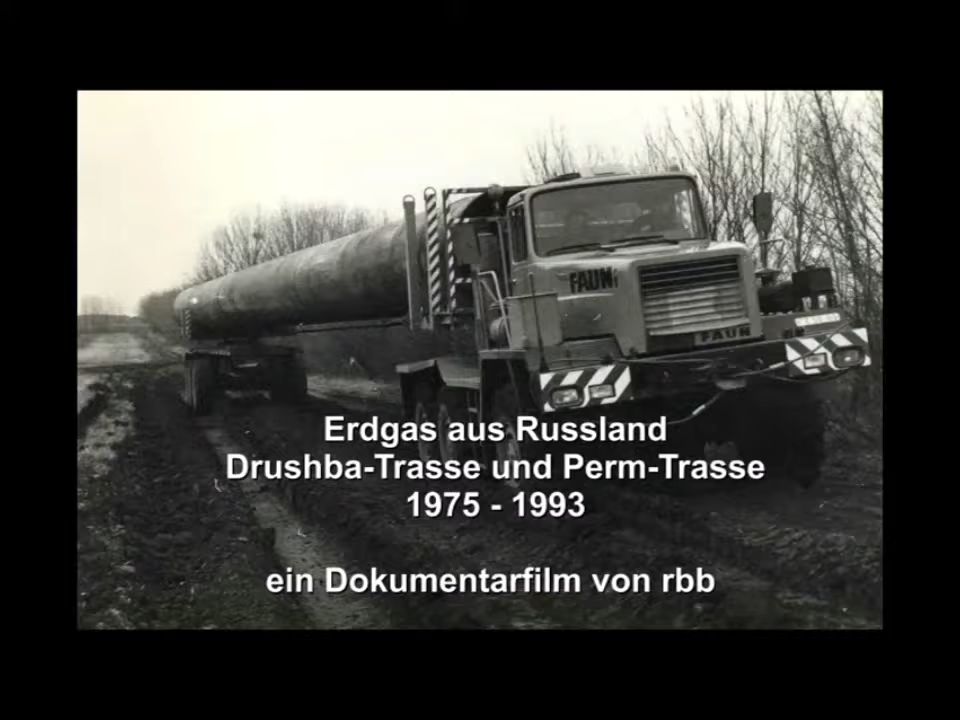 FAUN
FAUN
Erdgas aus Russland
Drushba-Trasse und Perm-Trasse
1975 - 1993
ein Dokumentarfilm von rbb